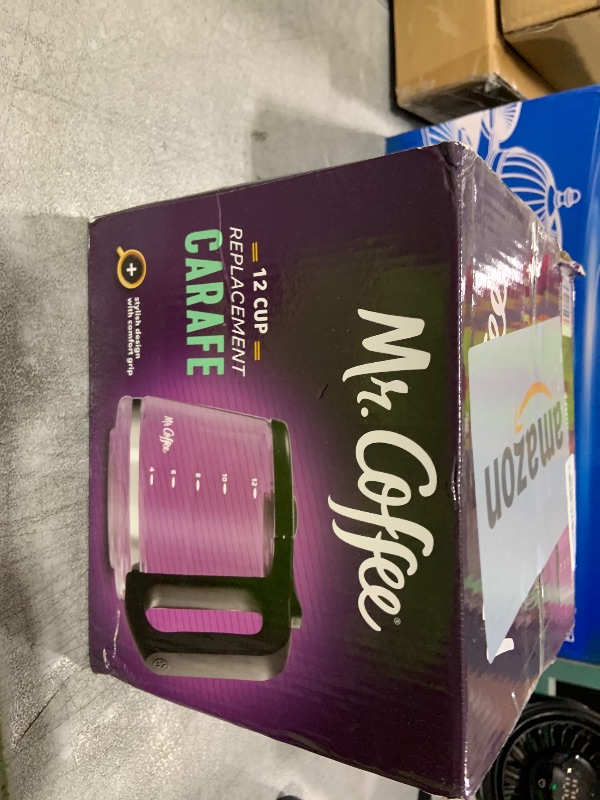 Mr. Coffee®
= 12 CUP =
REPLACEMENT
CARAFE
stylish design
with comfort grip
Mr. Coffee
12
10
8
6
4
amazon